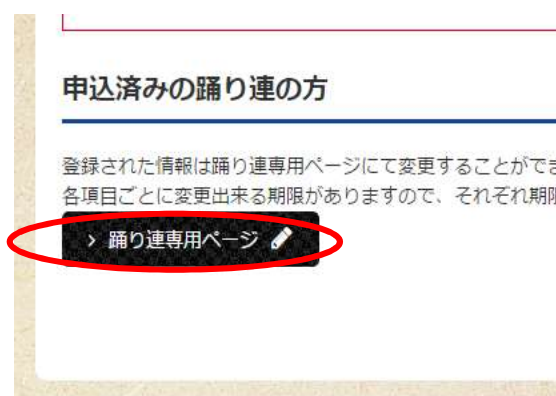 申込済みの踊り連の方
登録された情報は踊り連専用ページにて変更することができ
各項目ごとに変更出来る期限がありますので、それぞれ期限
> 踊り連専用ページ